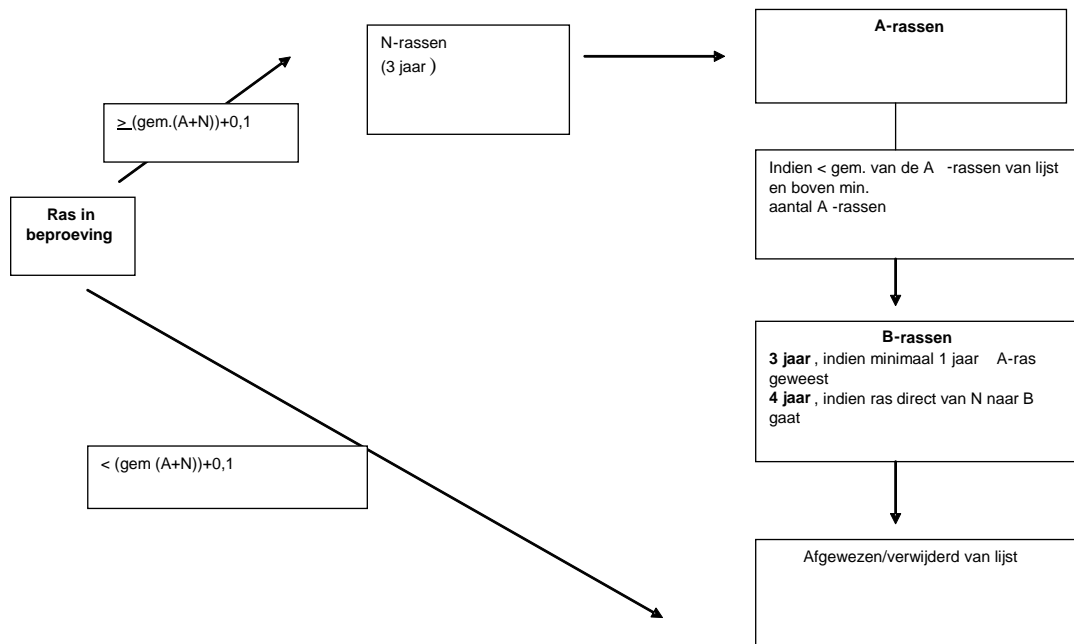 N-rassen
(3 jaar )
A-rassen
≥ (gem.(A+N))+0,1
Indien < gem. van de A -rassen van lijst
en boven min.
aantal A -rassen
Ras in
beproeving
B-rassen
3 jaar , indien minimaal 1 jaar A-ras
geweest
4 jaar , indien ras direct van N naar B
gaat
< (gem (A+N))+0,1
Afgewezen/verwijderd van lijst